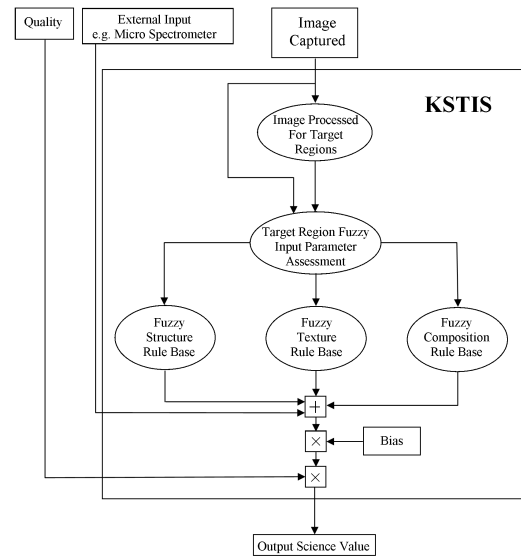 Quality
External Input
e.g. Micro Spectrometer
Image
Captured
KSTIS
Image Processed
For Target
Regions
Target Region Fuzzy
Input Parameter
Assessment
Fuzzy
Structure
Rule Base
Fuzzy
Texture
Rule Base
Fuzzy
Composition
Rule Base
+
×
Bias
×
Output Science Value